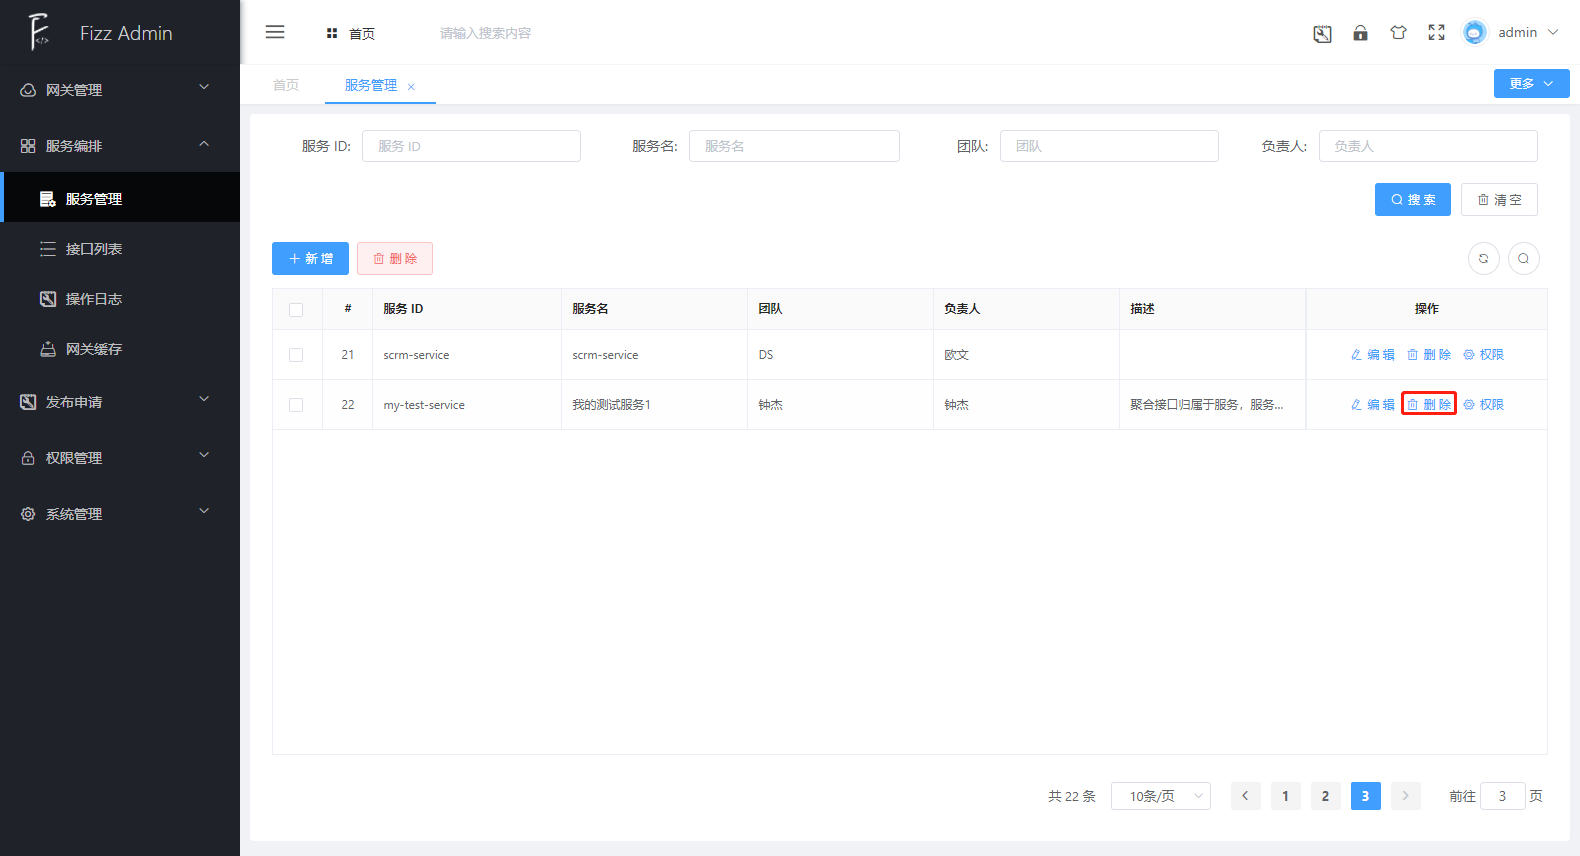 Fizz Admin
首页
请输入搜索内容
admin
网关管理
服务编排
服务管理
接口列表
操作日志
网关缓存
发布申请
权限管理
系统管理
首页
服务管理 ×
更多
服务 ID:
服务 ID
服务名:
服务名
团队:
团队
负责人:
负责人
搜 索
清 空
新 增
删 除
# 服务 ID 服务名 团队 负责人 描述 操作
21 scrm-service scrm-service DS 欧文 编 辑 删 除 权限
22 my-test-service 我的测试服务1 钟杰 钟杰 聚合接口归属于服务，服务... 编 辑 删 除 权限
共 22 条 10条/页 < 1 2 3 > 前往 3 页